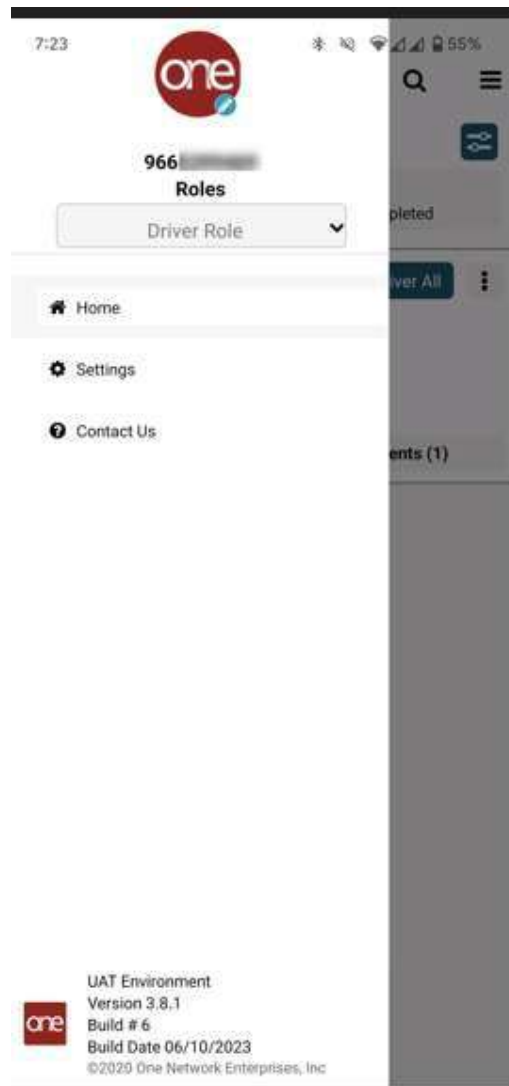 7:23
55%
one
966
Roles
Driver Role
pleted
iver All
Home
Settings
Contact Us
ents (1)
UAT Environment
Version 3.8.1
one
Build # 6
Build Date 06/10/2023
©2020 One Network Enterprises, Inc